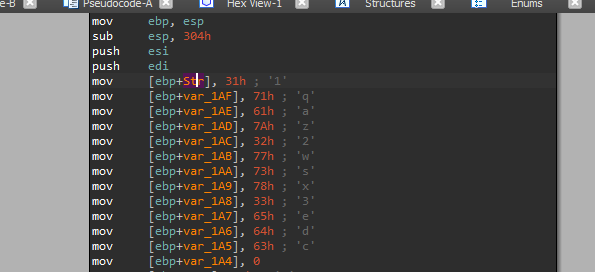 e-B Pseudocode-A Hex View-1 Structures Enums
mov ebp, esp
sub esp, 304h
push esi
push edi
mov [ebp+Str], 31h ; '1'
mov [ebp+var_1AF], 71h ; 'q'
mov [ebp+var_1AE], 61h ; 'a'
mov [ebp+var_1AD], 7Ah ; 'z'
mov [ebp+var_1AC], 32h ; '2'
mov [ebp+var_1AB], 77h ; 'w'
mov [ebp+var_1AA], 73h ; 's'
mov [ebp+var_1A9], 78h ; 'x'
mov [ebp+var_1A8], 33h ; '3'
mov [ebp+var_1A7], 65h ; 'e'
mov [ebp+var_1A6], 64h ; 'd'
mov [ebp+var_1A5], 63h ; 'c'
mov [ebp+var_1A4], 0